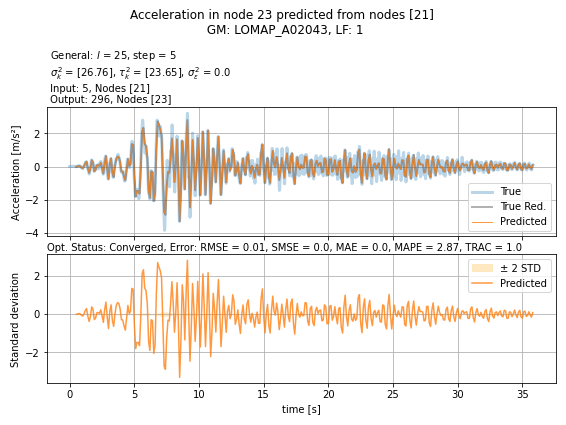 Acceleration in node 23 predicted from nodes [21]
GM: LOMAP_A02043, LF: 1
General: l = 25, step = 5
σ²ₖ = [26.76], τ²ₖ = [23.65], σ²ₑ = 0.0
Input: 5, Nodes [21]
Output: 296, Nodes [23]
Acceleration [m/s²]
2
0
−2
−4
True
True Red.
Predicted
Opt. Status: Converged, Error: RMSE = 0.01, SMSE = 0.0, MAE = 0.0, MAPE = 2.87, TRAC = 1.0
Standard deviation
2
0
−2
± 2 STD
Predicted
0 5 10 15 20 25 30 35
time [s]